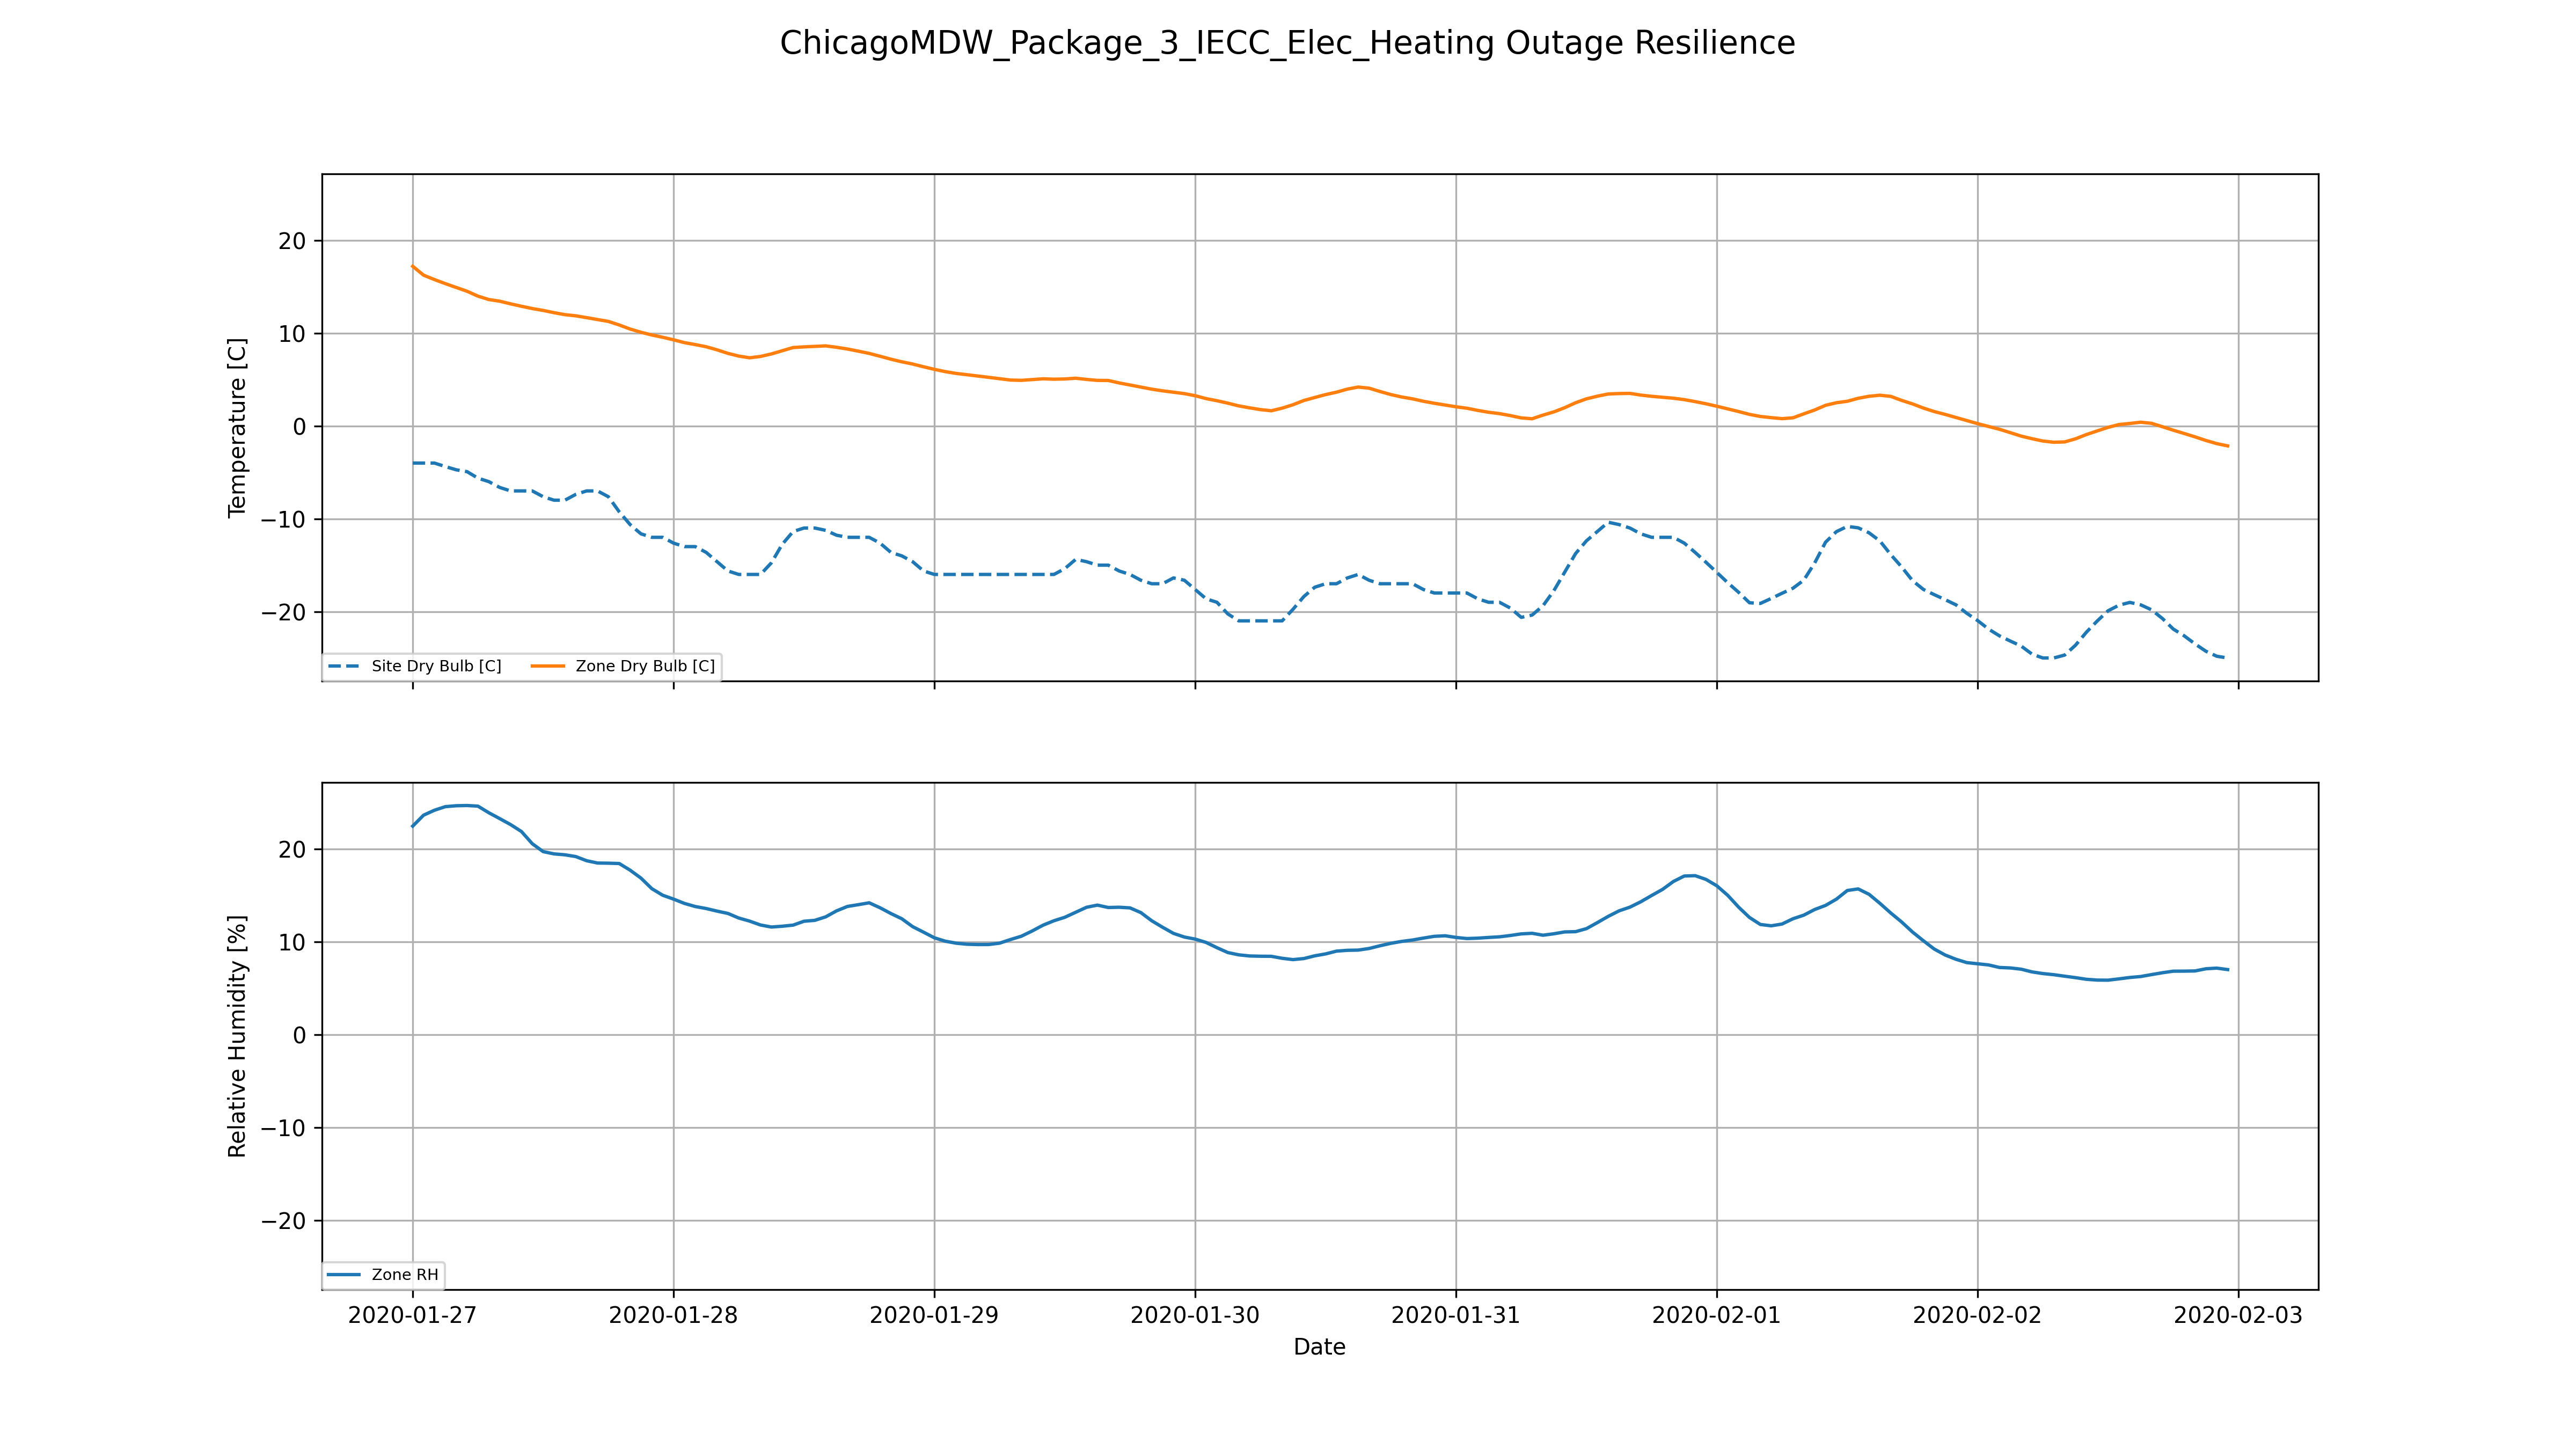 ChicagoMDW_Package_3_IECC_Elec_Heating Outage Resilience
Temperature [C]
20
10
0
−10
−20
Site Dry Bulb [C] Zone Dry Bulb [C]
Relative Humidity [%]
20
10
0
−10
−20
Zone RH
2020-01-27 2020-01-28 2020-01-29 2020-01-30 2020-01-31 2020-02-01 2020-02-02 2020-02-03
Date